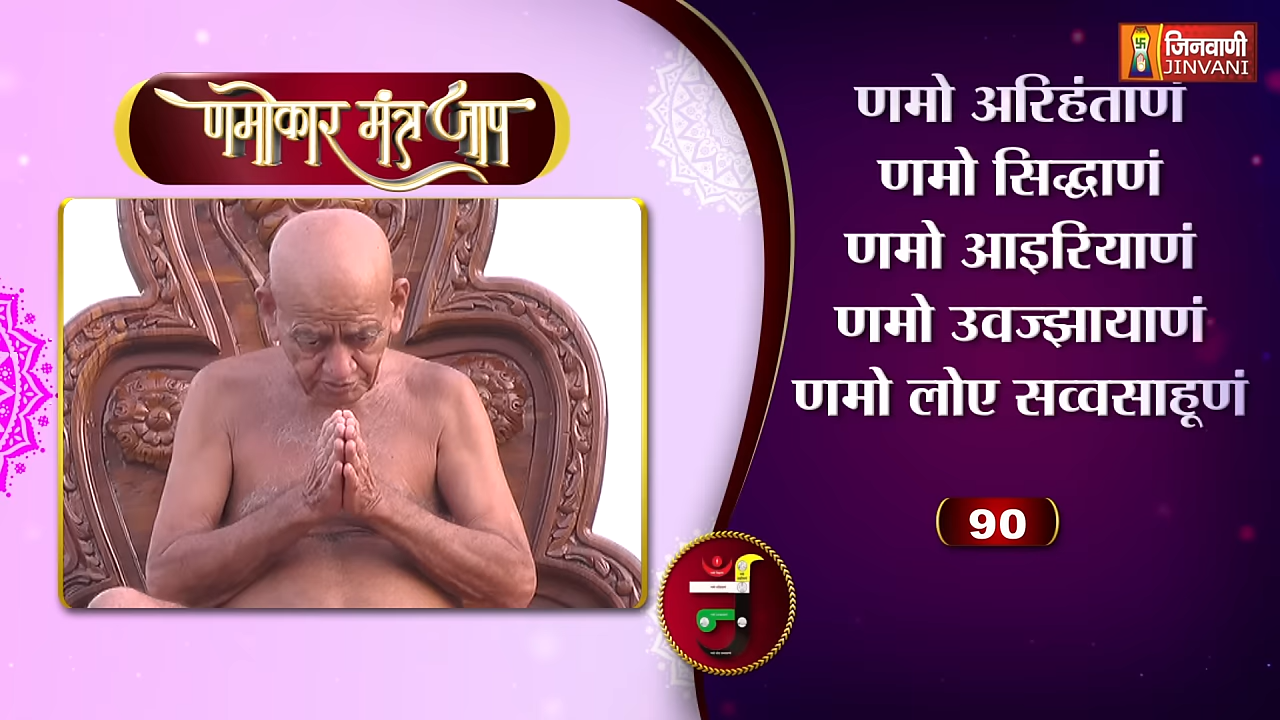 जिनवाणी
JINVANI
णमोकार मंत्र जाप
णमो अरिहंताणं
णमो सिद्धाणं
णमो आइरियाणं
णमो उवज्झायाणं
णमो लोए सव्वसाहूणं
90